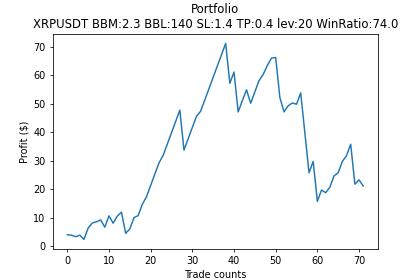 Portfolio
XRPUSDT BBM:2.3 BBL:140 SL:1.4 TP:0.4 lev:20 WinRatio:74.0
70
60
50
40
30
20
10
0
Profit ($)
0 10 20 30 40 50 60 70
Trade counts